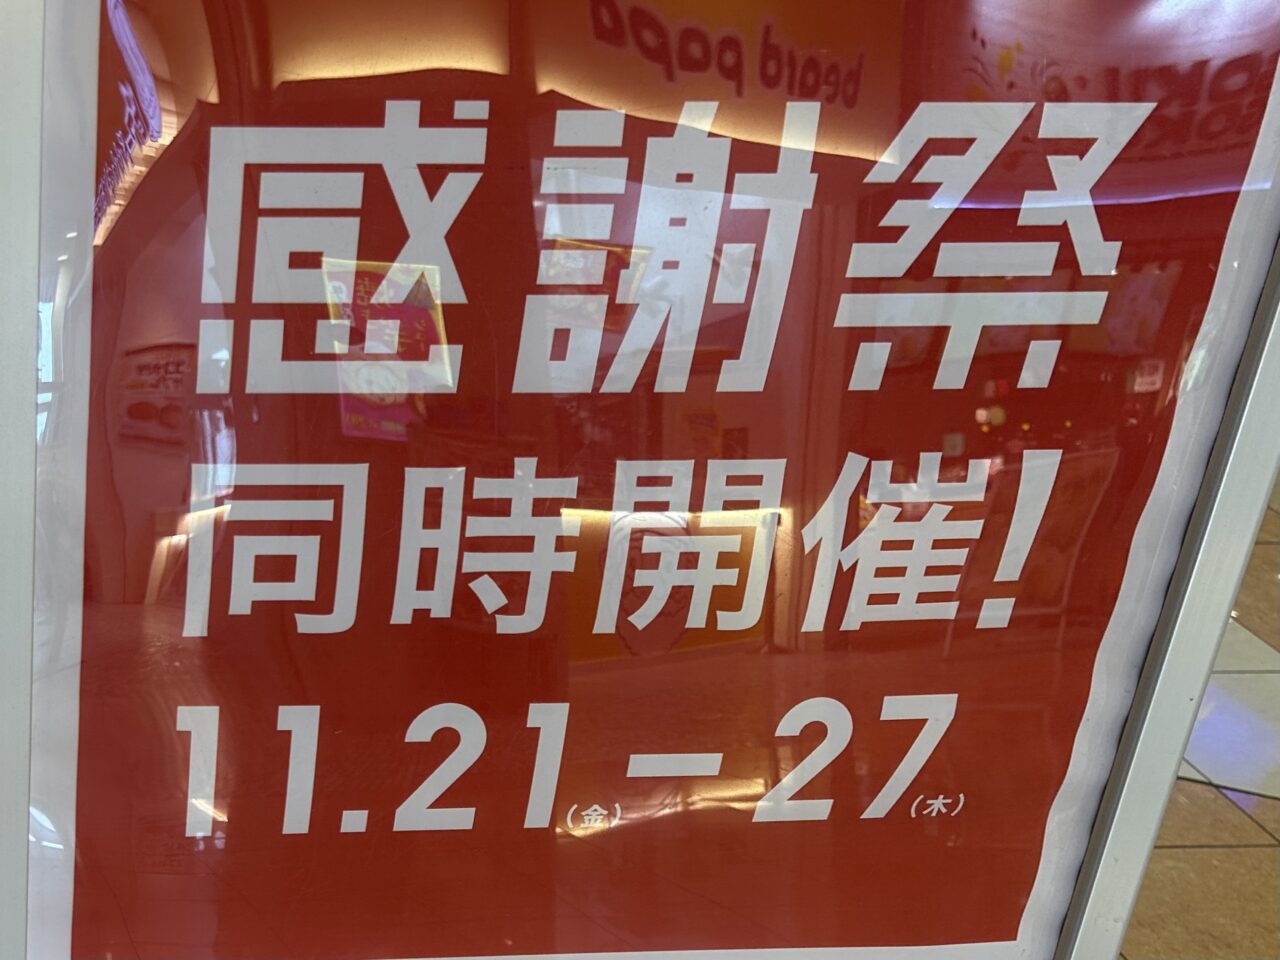 感謝祭
同時開催!
11.21(金)–27(木)
beard papa